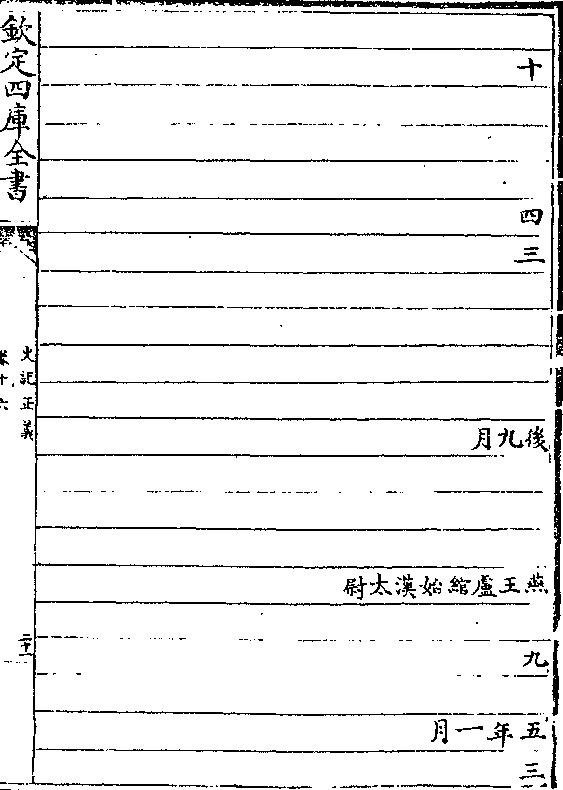 十
四
三
後九月
燕王盧綰始漢太尉
九
五年一月
三
欽定四庫全書
史記正義
卷十六
二十一